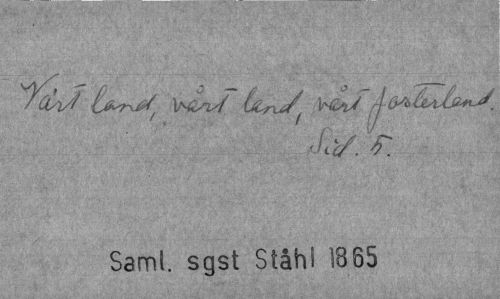 Vårt land, vårt land, vårt fosterland.
Sid. 5.
Saml. sgst Ståhl 1865